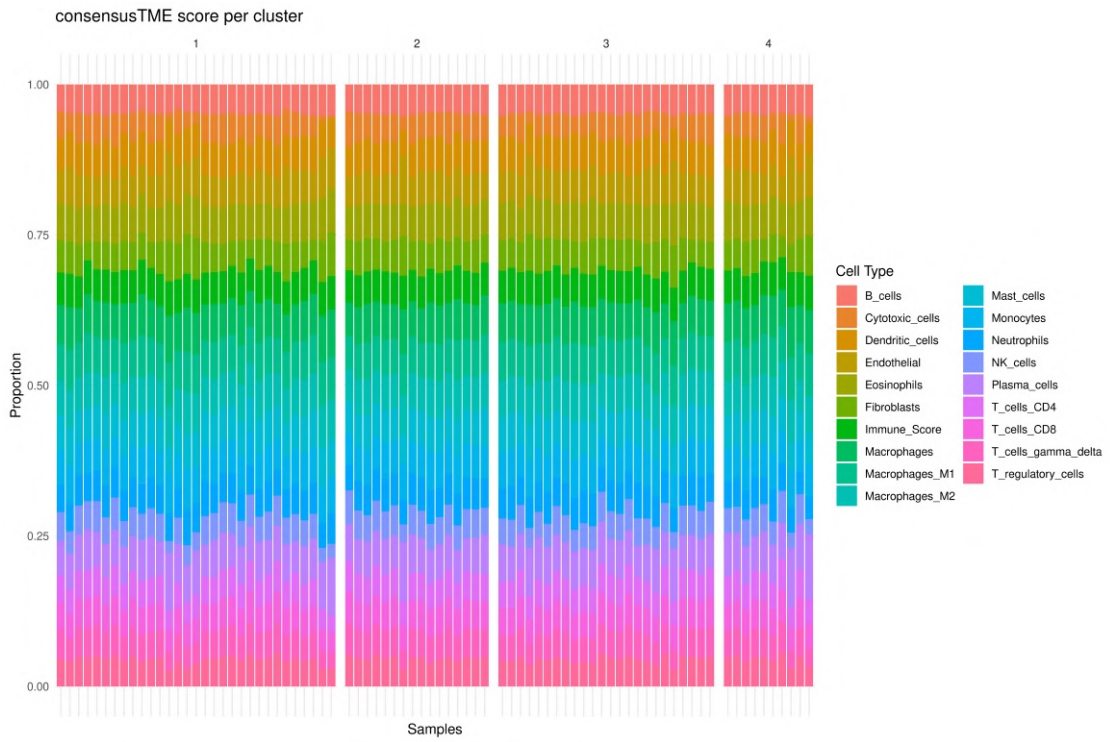 consensusTME score per cluster
1 2 3 4
1.00
0.75
0.50
0.25
0.00
Proportion
Samples
Cell Type
B_cells
Cytotoxic_cells
Dendritic_cells
Endothelial
Eosinophils
Fibroblasts
Immune_Score
Macrophages
Macrophages_M1
Macrophages_M2
Mast_cells
Monocytes
Neutrophils
NK_cells
Plasma_cells
T_cells_CD4
T_cells_CD8
T_cells_gamma_delta
T_regulatory_cells